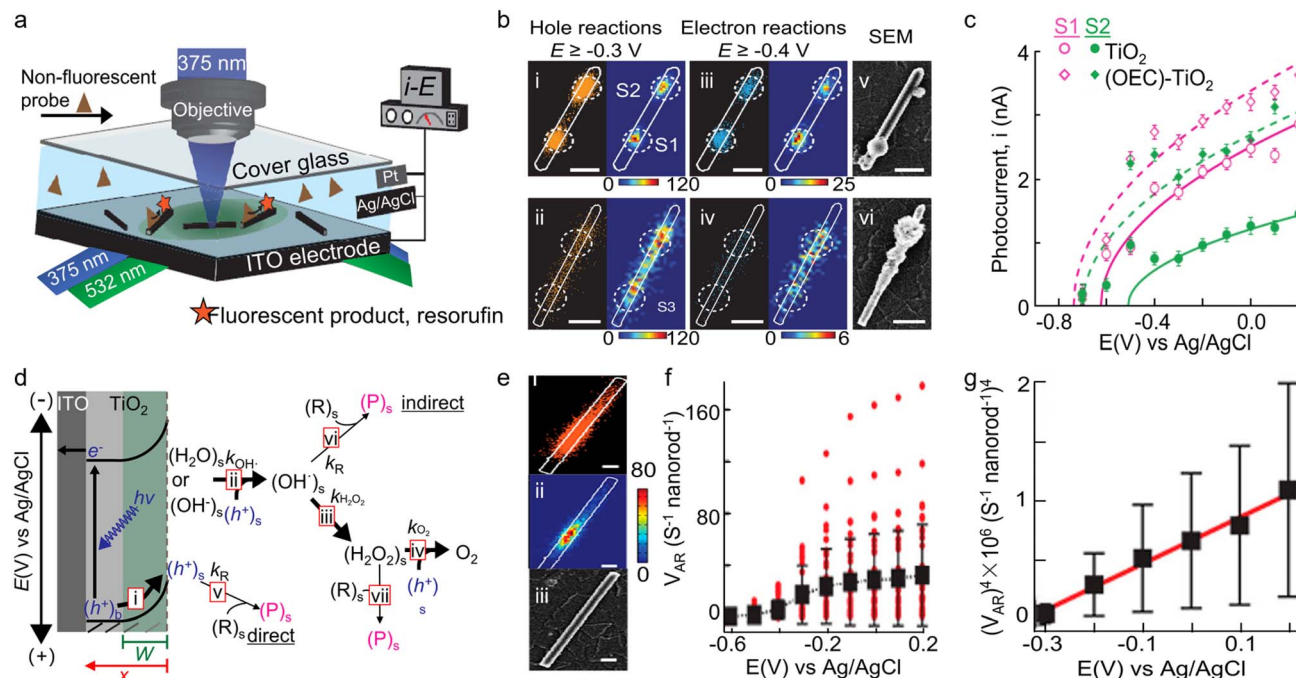 a
375 nm
Non-fluorescent
probe
Objective
i-E
Cover glass
Pt
Ag/AgCl
ITO electrode
375 nm
532 nm
Fluorescent product, resorufin
b
Hole reactions
E ≥ -0.3 V
Electron reactions
E ≥ -0.4 V
SEM
i
S2
S1
iii
v
0 120
0 25
ii
S3
iv
vi
0 120
0 6
c
S1 S2
TiO2
(OEC)-TiO2
Photocurrent, i (nA)
4
2
0
-0.8 -0.4 0.0
E(V) vs Ag/AgCl
d
(-)
ITO TiO2
E(V) vs Ag/AgCl
(+)
e-
hν
(h+)b
i
W
x
(H2O)s kOH·
or
(OH-)s (h+)s
ii
(OH·)s
(R)s (P)s indirect
vi
kR
iii
kH2O2
(H2O2)s
kO2
iv
O2
(h+)
s
(R)s
vii
(P)s
(h+)s kR
v
(P)s
(R)s direct
e
i
ii
iii
80
0
f
VAR (S-1 nanorod-1)
160
80
0
-0.6 -0.2 0.2
E(V) vs Ag/AgCl
g
(VAR)4 × 106 (S-1 nanorod-1)4
2
1
0
-0.3 -0.1 0.1
E(V) vs Ag/AgCl